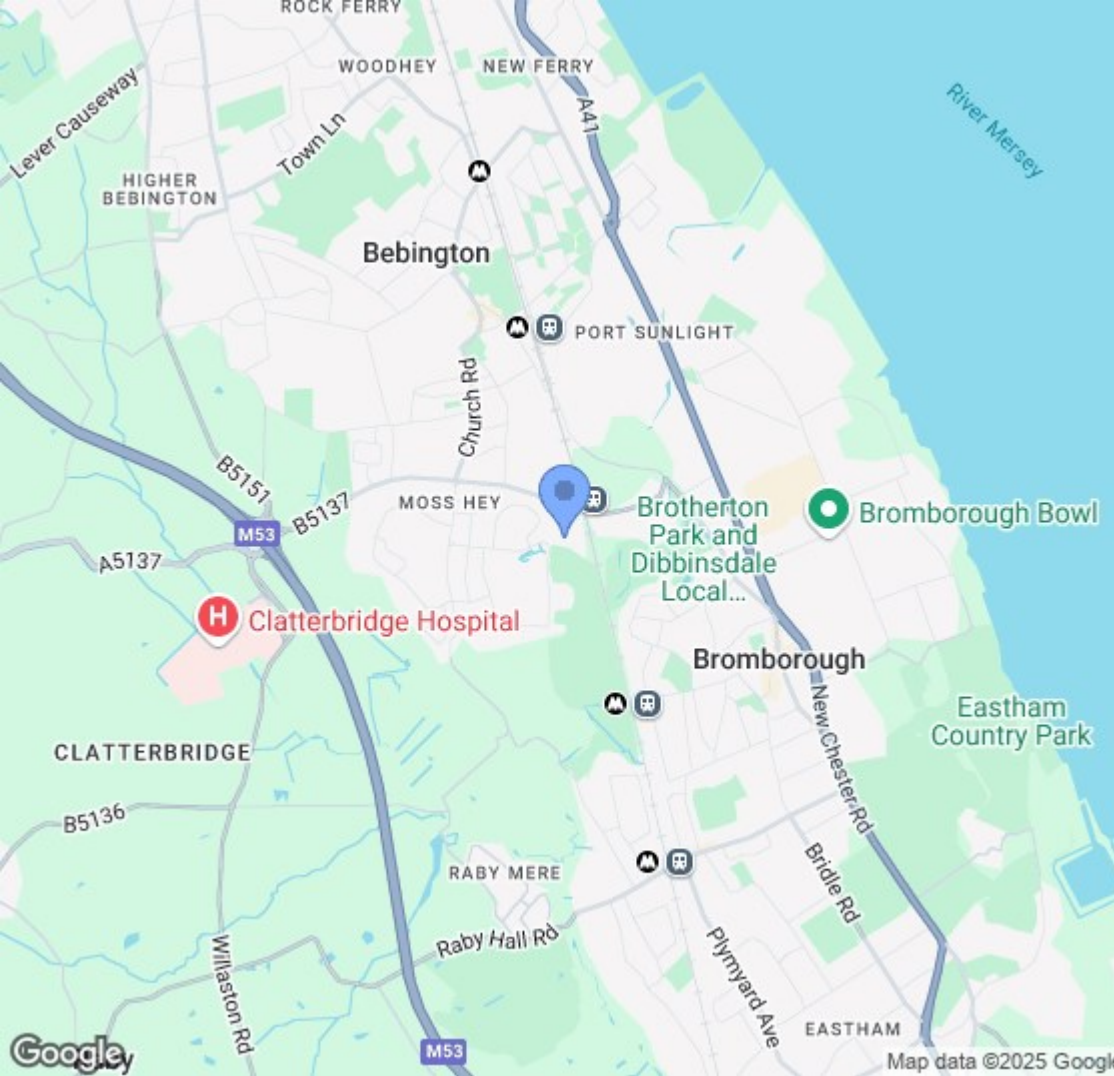 ROCK FERRY
WOODHEY
NEW FERRY
Lever Causeway
Town Ln
A41
River Mersey
HIGHER
BEBINGTON
M
Bebington
M
PORT SUNLIGHT
Church Rd
B5151
B5137
MOSS HEY
Brotherton
Park and
Dibbinsdale
Local...
Bromborough Bowl
M53
A5137
H
Clatterbridge Hospital
Bromborough
M
New Chester Rd
Eastham
Country Park
CLATTERBRIDGE
B5136
M
RABY MERE
Bridle Rd
Raby Hall Rd
Willaston Rd
Plymyard Ave
EASTHAM
M53
Google
Map data ©2025 Google